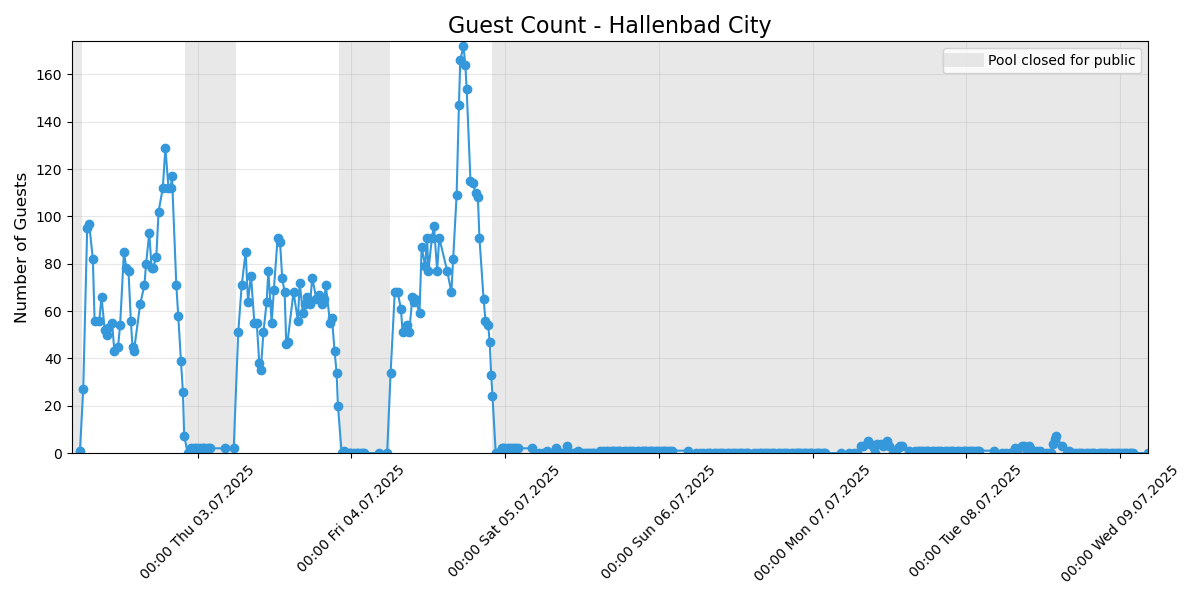 Guest Count - Hallenbad City
Pool closed for public
Number of Guests
160
140
120
100
80
60
40
20
0
00:00 Thu 03.07.2025
00:00 Fri 04.07.2025
00:00 Sat 05.07.2025
00:00 Sun 06.07.2025
00:00 Mon 07.07.2025
00:00 Tue 08.07.2025
00:00 Wed 09.07.2025